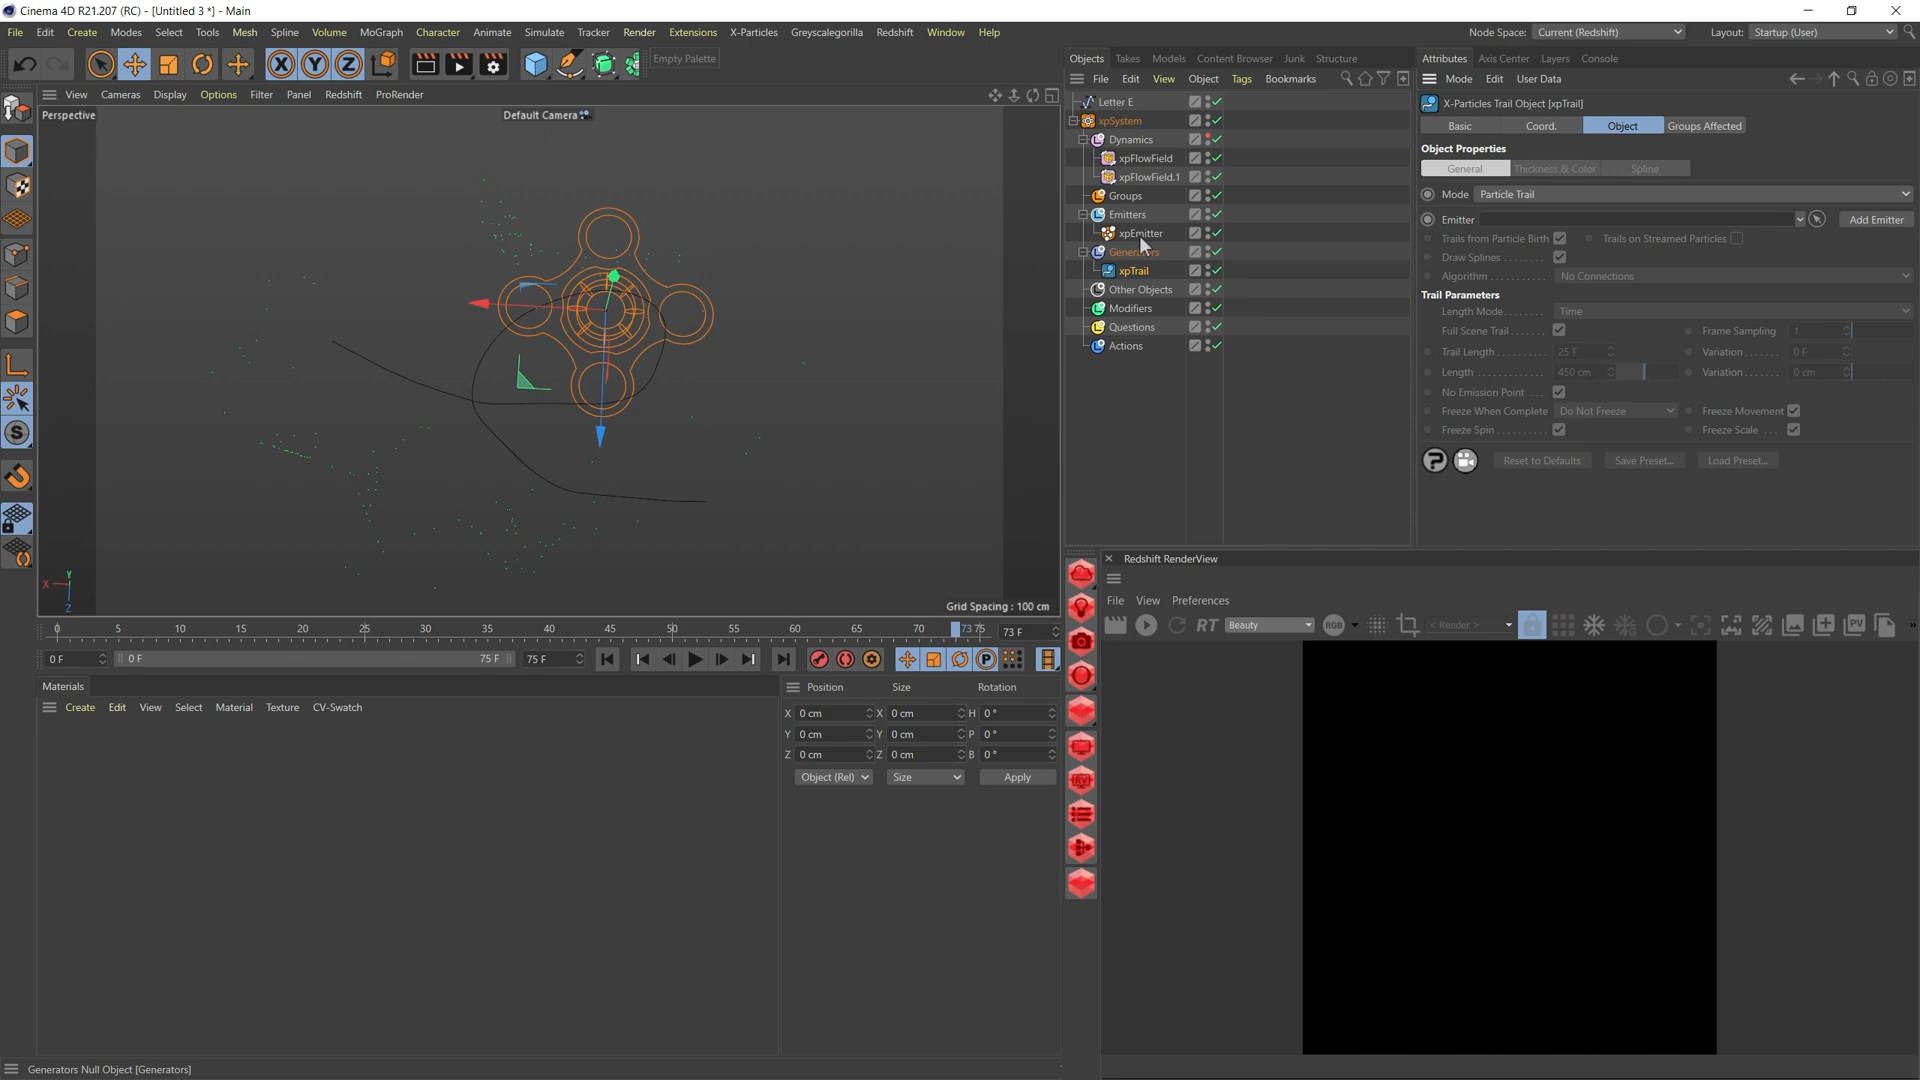 Cinema 4D R21.207 (RC) - [Untitled 3 *] - Main
File Edit Create Modes Select Tools Mesh Spline Volume MoGraph Character Animate Simulate Tracker Render Extensions X-Particles Greyscalegorilla Redshift Window Help
Node Space: Current (Redshift) Layout: Startup (User)
Empty Palette
View Cameras Display Options Filter Panel Redshift ProRender
Perspective
Default Camera
X Y Z
Grid Spacing : 100 cm
0 5 10 15 20 25 30 35 40 45 50 55 60 65 70 73 75
73 F
0 F 0 F 75 F 75 F
Materials
Create Edit View Select Material Texture CV-Swatch
Position Size Rotation
X 0 cm X 0 cm H 0 °
Y 0 cm Y 0 cm P 0 °
Z 0 cm Z 0 cm B 0 °
Object (Rel) Size Apply
Generators Null Object [Generators]
Objects Takes Models Content Browser Junk Structure
File Edit View Object Tags Bookmarks
Letter E
xpSystem
Dynamics
xpFlowField
xpFlowField.1
Groups
Emitters
xpEmitter
xpTrail
Other Objects
Modifiers
Questions
Actions
Attributes Axis Center Layers Console
Mode Edit User Data
X-Particles Trail Object [xpTrail]
Basic Coord. Object Groups Affected
Object Properties
General Thickness & Color Spline
Mode Particle Trail
Emitter Add Emitter
Trails from Particle Birth Trails on Streamed Particles
Draw Splines
Algorithm No Connections
Trail Parameters
Length Mode Time
Full Scene Trail Frame Sampling 1
Trail Length 25 F Variation 0 F
Length 450 cm Variation 0 cm
No Emission Point
Freeze When Complete Do Not Freeze Freeze Movement
Freeze Spin Freeze Scale
Reset to Defaults Save Preset... Load Preset...
Redshift RenderView
File View Preferences
RT Beauty RGB < Render > PV
RV